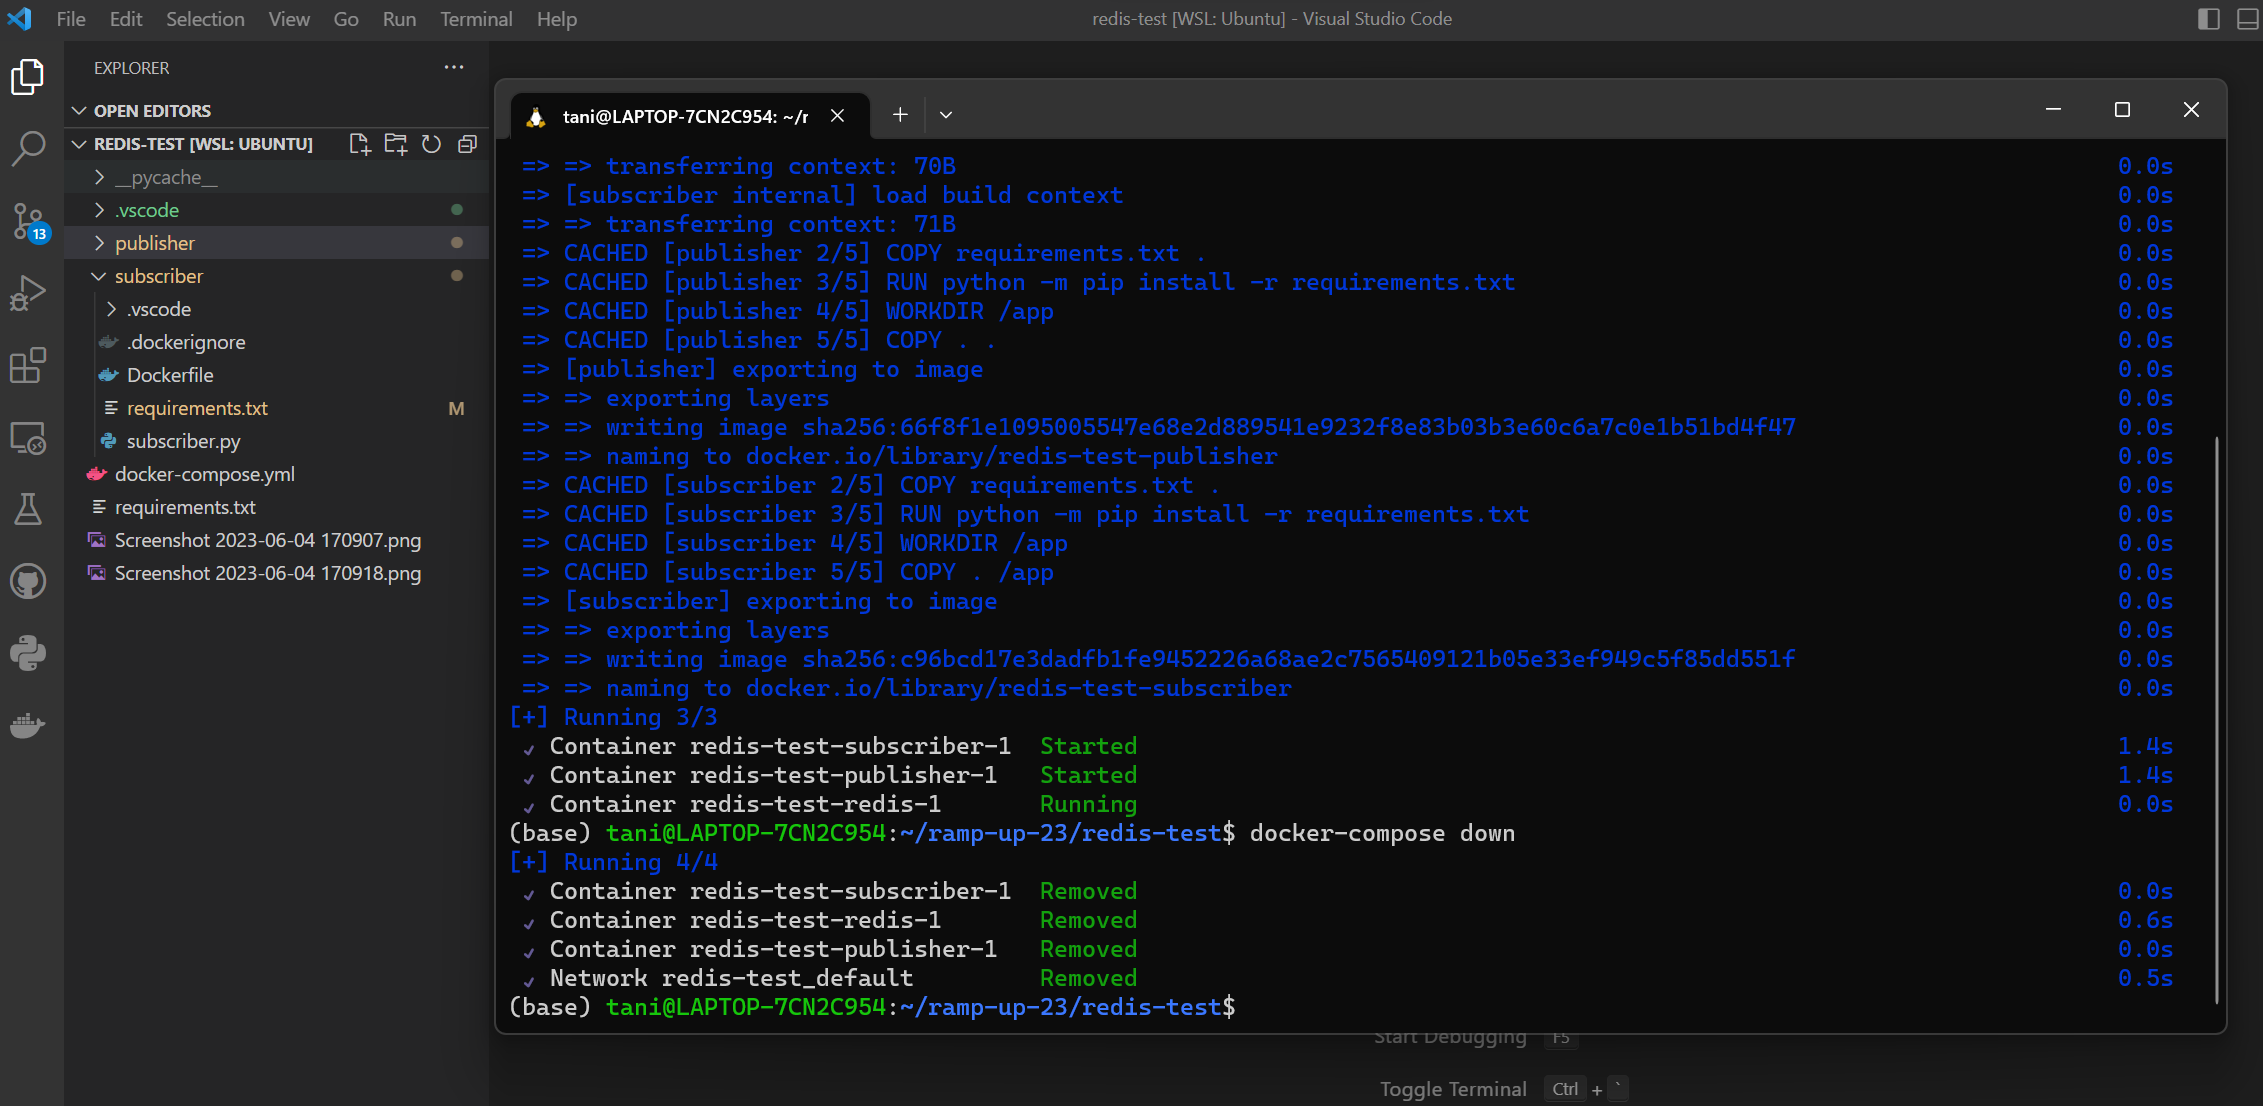 File Edit Selection View Go Run Terminal Help
redis-test [WSL: Ubuntu] - Visual Studio Code
EXPLORER ...
OPEN EDITORS
REDIS-TEST [WSL: UBUNTU]
__pycache__
.vscode
publisher
subscriber
.vscode
.dockerignore
Dockerfile
requirements.txt M
subscriber.py
docker-compose.yml
requirements.txt
Screenshot 2023-06-04 170907.png
Screenshot 2023-06-04 170918.png
13
tani@LAPTOP-7CN2C954: ~/r
=> => transferring context: 70B 0.0s
=> [subscriber internal] load build context 0.0s
=> => transferring context: 71B 0.0s
=> CACHED [publisher 2/5] COPY requirements.txt . 0.0s
=> CACHED [publisher 3/5] RUN python -m pip install -r requirements.txt 0.0s
=> CACHED [publisher 4/5] WORKDIR /app 0.0s
=> CACHED [publisher 5/5] COPY . . 0.0s
=> [publisher] exporting to image 0.0s
=> => exporting layers 0.0s
=> => writing image sha256:66f8f1e1095005547e68e2d889541e9232f8e83b03b3e60c6a7c0e1b51bd4f47 0.0s
=> => naming to docker.io/library/redis-test-publisher 0.0s
=> CACHED [subscriber 2/5] COPY requirements.txt . 0.0s
=> CACHED [subscriber 3/5] RUN python -m pip install -r requirements.txt 0.0s
=> CACHED [subscriber 4/5] WORKDIR /app 0.0s
=> CACHED [subscriber 5/5] COPY . /app 0.0s
=> [subscriber] exporting to image 0.0s
=> => exporting layers 0.0s
=> => writing image sha256:c96bcd17e3dadfb1fe9452226a68ae2c7565409121b05e33ef949c5f85dd551f 0.0s
=> => naming to docker.io/library/redis-test-subscriber 0.0s
[+] Running 3/3
✓ Container redis-test-subscriber-1 Started 1.4s
✓ Container redis-test-publisher-1 Started 1.4s
✓ Container redis-test-redis-1 Running 0.0s
(base) tani@LAPTOP-7CN2C954:~/ramp-up-23/redis-test$ docker-compose down
[+] Running 4/4
✓ Container redis-test-subscriber-1 Removed 0.0s
✓ Container redis-test-redis-1 Removed 0.6s
✓ Container redis-test-publisher-1 Removed 0.0s
✓ Network redis-test_default Removed 0.5s
(base) tani@LAPTOP-7CN2C954:~/ramp-up-23/redis-test$
Start Debugging F5
Toggle Terminal Ctrl + `